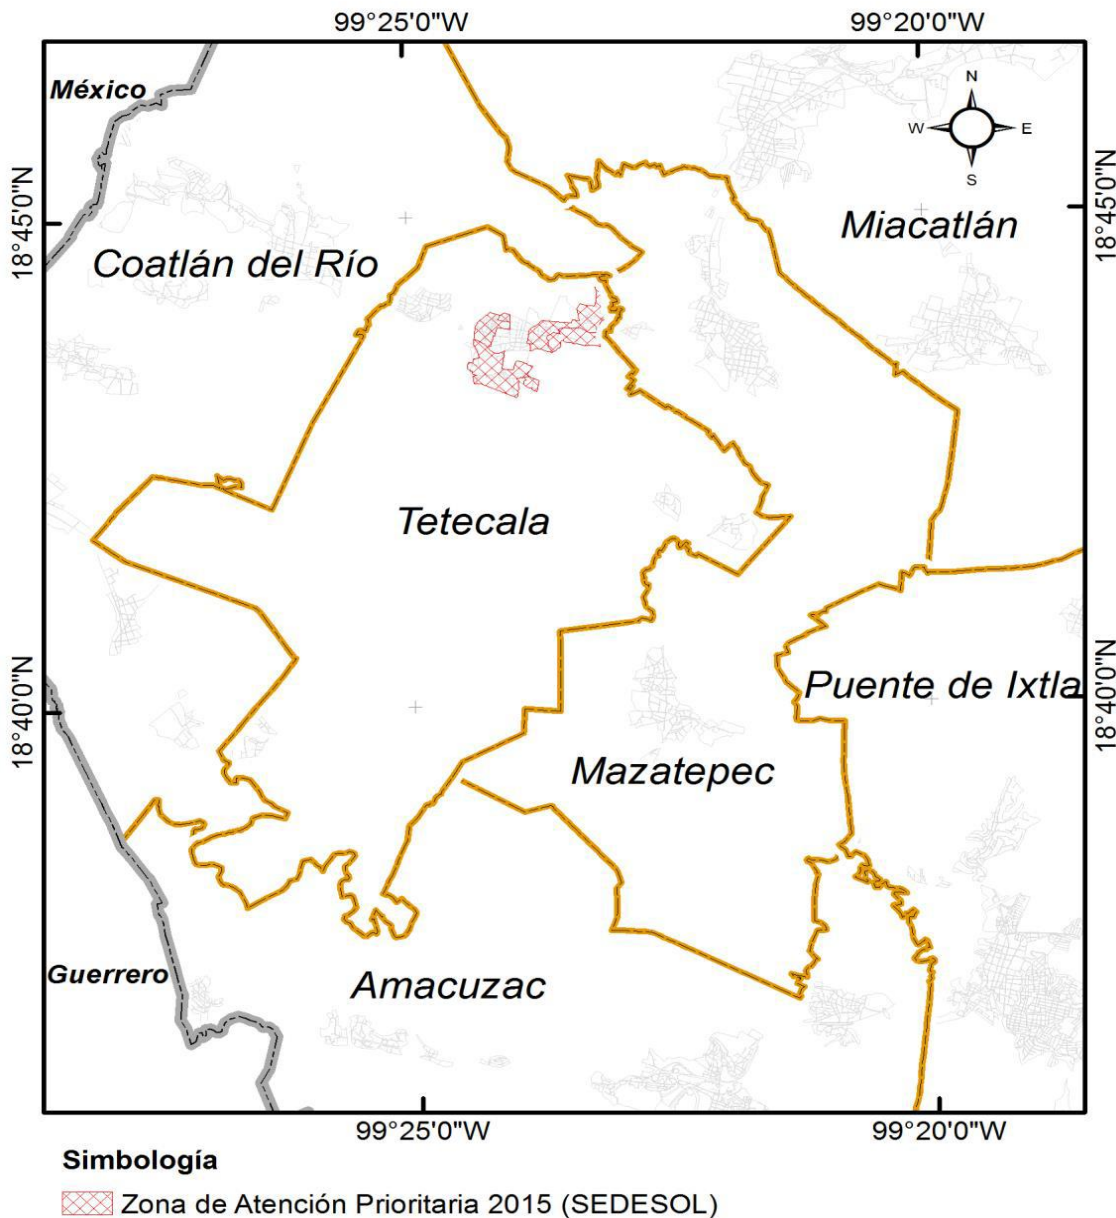 99°25'0"W
99°20'0"W
México
N
W
E
S
18°45'0"N
18°45'0"N
Miacatlán
Coatlán del Río
Tetecala
18°40'0"N
18°40'0"N
Puente de Ixtla
Mazatepec
Guerrero
Amacuzac
99°25'0"W
99°20'0"W
Simbología
Zona de Atención Prioritaria 2015 (SEDESOL)